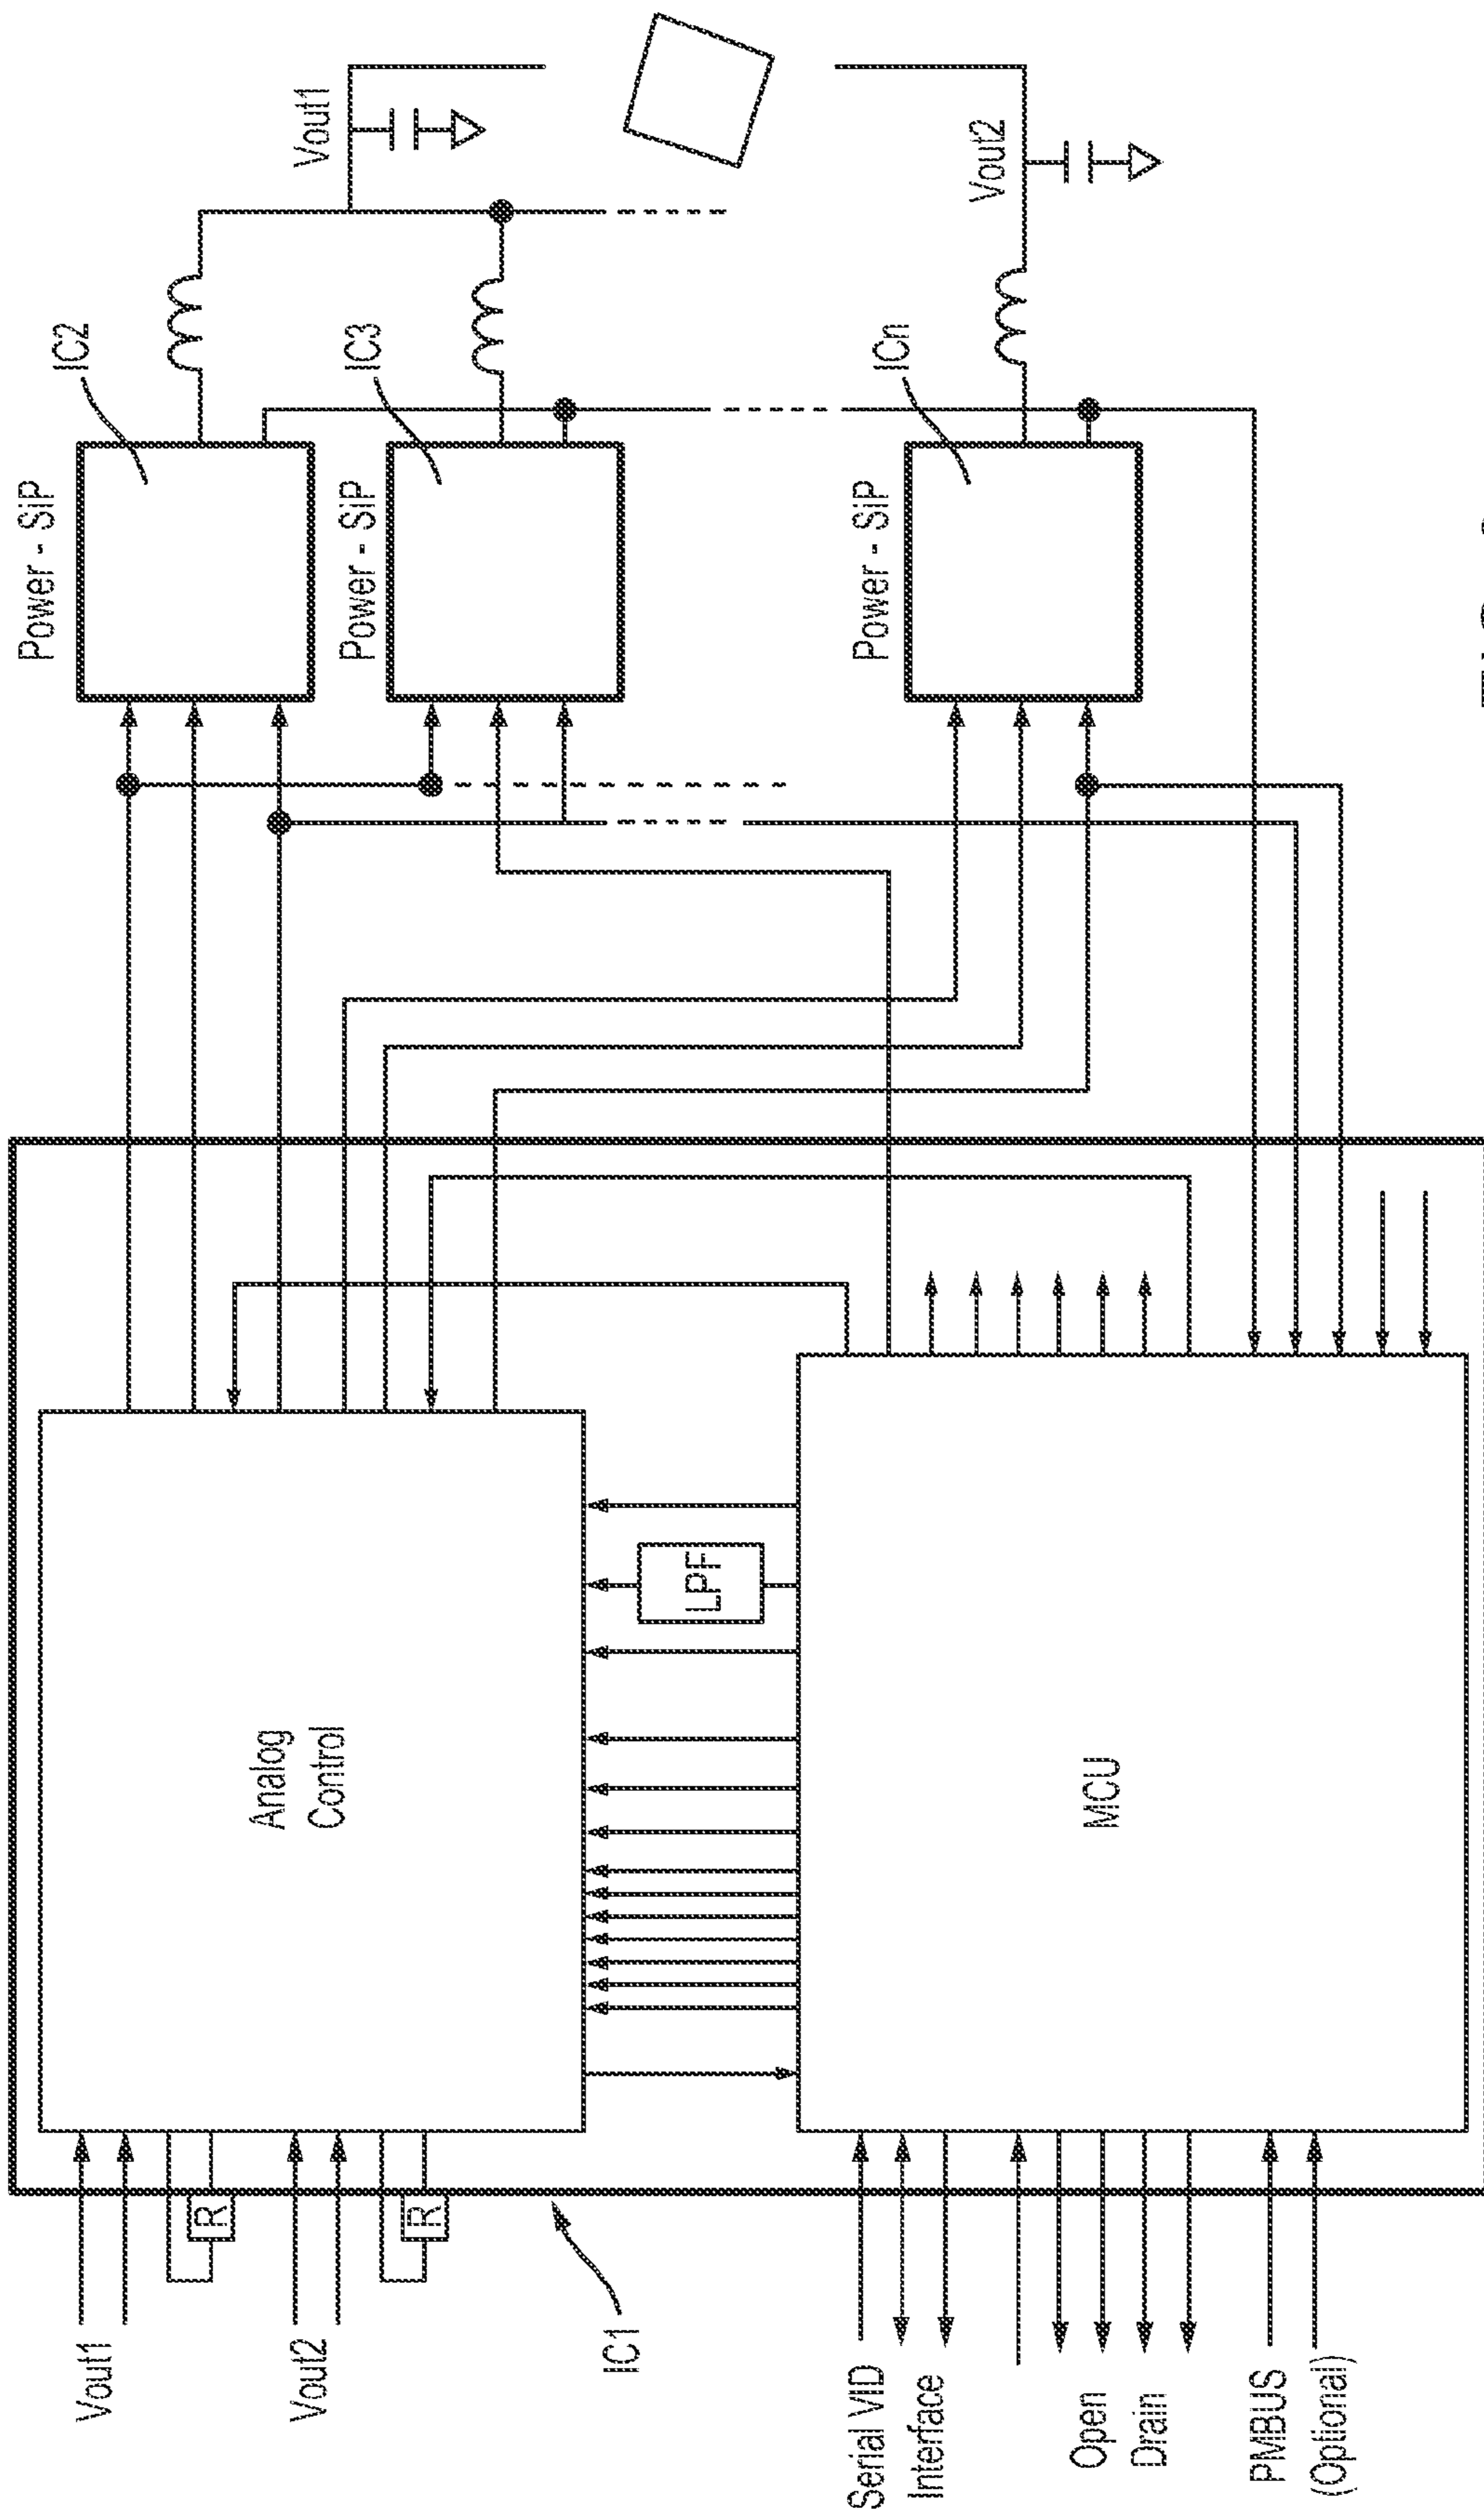 Vout1
Vout2
R
R
IC1
Analog
Control
LPF
MCU
Serial VID
Interface
Open
Drain
PMBUS
(Optional)
Power - SiP
IC2
Power - SiP
IC3
Power - SiP
ICn
Vout1
Vout2